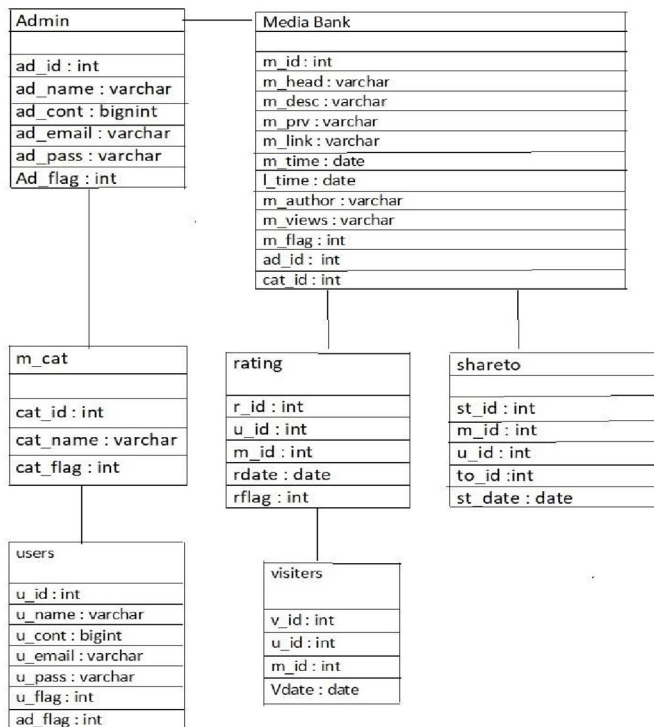 Admin
ad_id : int
ad_name : varchar
ad_cont : bignint
ad_email : varchar
ad_pass : varchar
Ad_flag : int
Media Bank
m_id : int
m_head : varchar
m_desc : varchar
m_prv : varchar
m_link : varchar
m_time : date
l_time : date
m_author : varchar
m_views : varchar
m_flag : int
ad_id : int
cat_id : int
m_cat
cat_id : int
cat_name : varchar
cat_flag : int
rating
r_id : int
u_id : int
m_id : int
rdate : date
rflag : int
shareto
st_id : int
m_id : int
u_id : int
to_id :int
st_date : date
users
u_id : int
u_name : varchar
u_cont : bigint
u_email : varchar
u_pass : varchar
u_flag : int
ad_flag : int
visiters
v_id : int
u_id : int
m_id : int
Vdate : date